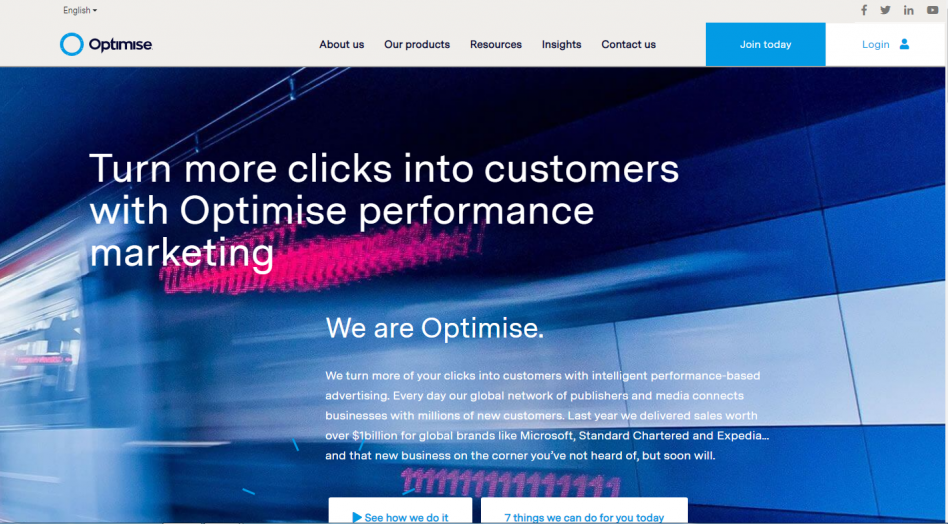 English
Optimise
About us
Our products
Resources
Insights
Contact us
Join today
Login
Turn more clicks into customers
with Optimise performance
marketing
We are Optimise.
We turn more of your clicks into customers with intelligent performance-based
advertising. Every day our global network of publishers and media connects
businesses with millions of new customers. Last year we delivered sales worth
over $1billion for global brands like Microsoft, Standard Chartered and Expedia...
and that new business on the corner you've not heard of, but soon will.
See how we do it
7 things we can do for you today